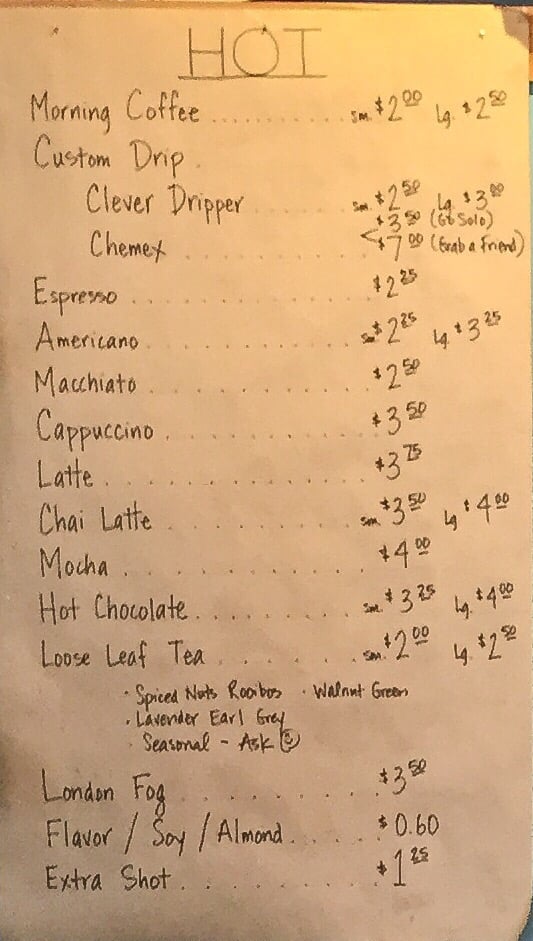 HOT
Morning Coffee .......... sm. $2.00 Lg. $2.50
Custom Drip.
Clever Dripper ....... sm. $2.50 Lg. $3.00
$3.50 (Go Solo)
Chemex .......... < $7.00 (Grab a Friend)
Espresso .......... $2.25
Americano .......... sm. $2.25 Lg. $3.25
Macchiato .......... $2.50
Cappuccino .......... $3.50
Latte .......... $3.75
Chai Latte .......... sm. $3.50 Lg $4.00
Mocha .......... $4.00
Hot Chocolate .......... sm. $3.25 Lg. $4.00
Loose Leaf Tea ....... sm. $2.00 Lg. $2.50
· Spiced Nuts Rooibos · Walnut Green
· Lavender Earl Grey
· Seasonal - Ask ☺
London Fog ........ $3.50
Flavor / Soy / Almond ..... $0.60
Extra Shot ........ $1.25